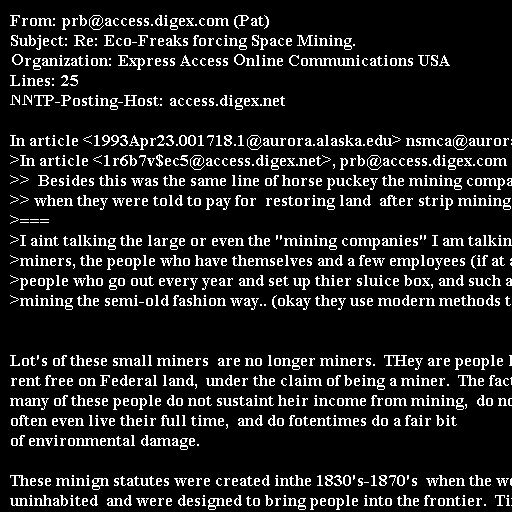 From: prb@access.digex.com (Pat)
Subject: Re: Eco-Freaks forcing Space Mining.
Organization: Express Access Online Communications USA
Lines: 25
NNTP-Posting-Host: access.digex.net

In article <1993Apr23.001718.1@aurora.alaska.edu> nsmca@auror
>In article <1r6b7v$ec5@access.digex.net>, prb@access.digex.com
>>  Besides this was the same line of horse puckey the mining compa
>> when they were told to pay for  restoring land  after strip mining
>===
>I aint talking the large or even the "mining companies" I am talkin
>miners, the people who have themselves and a few employees (if at a
>people who go out every year and set up thier sluice box, and such a
>mining the semi-old fashion way.. (okay they use modern methods t

Lot's of these small miners  are no longer miners.  THey are people
rent free on Federal land,  under the claim of being a miner.  The fact
many of these people do not sustaint heir income from mining,  do no
often even live their full time,  and do fotentimes do a fair bit
of environmental damage.

These minign statutes were created inthe 1830's-1870's  when the we
uninhabited  and were designed to bring people into the frontier.  Ti